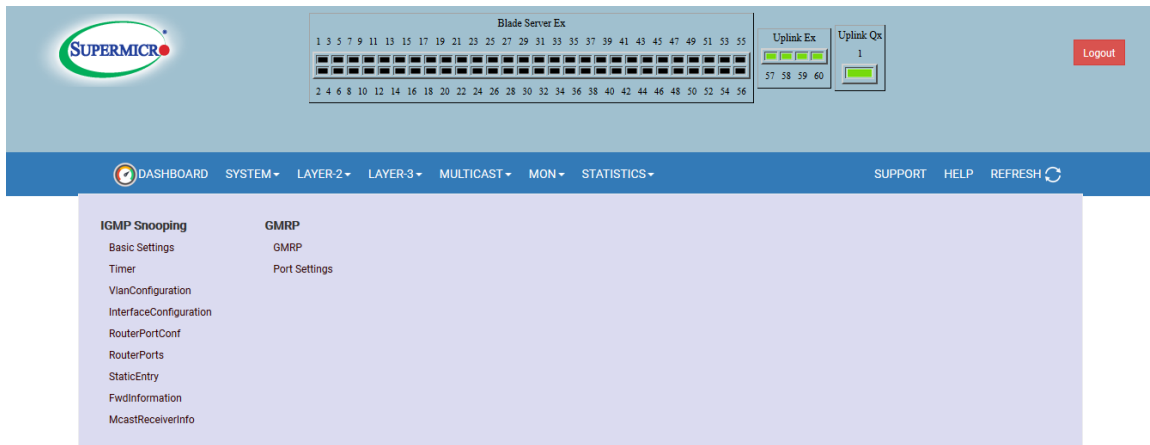 SUPERMICRO
Blade Server Ex
1 3 5 7 9 11 13 15 17 19 21 23 25 27 29 31 33 35 37 39 41 43 45 47 49 51 53 55
2 4 6 8 10 12 14 16 18 20 22 24 26 28 30 32 34 36 38 40 42 44 46 48 50 52 54 56
Uplink Ex
57 58 59 60
Uplink Qx
1
Logout
DASHBOARD SYSTEM LAYER-2 LAYER-3 MULTICAST MON STATISTICS SUPPORT HELP REFRESH
IGMP Snooping
Basic Settings
Timer
VlanConfiguration
InterfaceConfiguration
RouterPortConf
RouterPorts
StaticEntry
FwdInformation
McastReceiverInfo
GMRP
GMRP
Port Settings